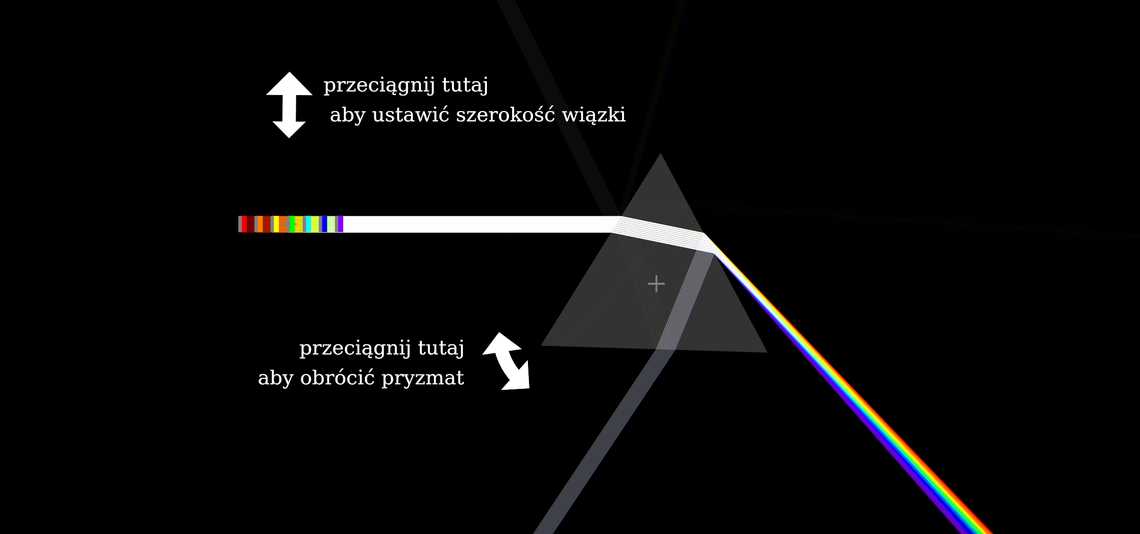 przeciągnij tutaj
aby ustawić szerokość wiązki
przeciągnij tutaj
aby obrócić pryzmat